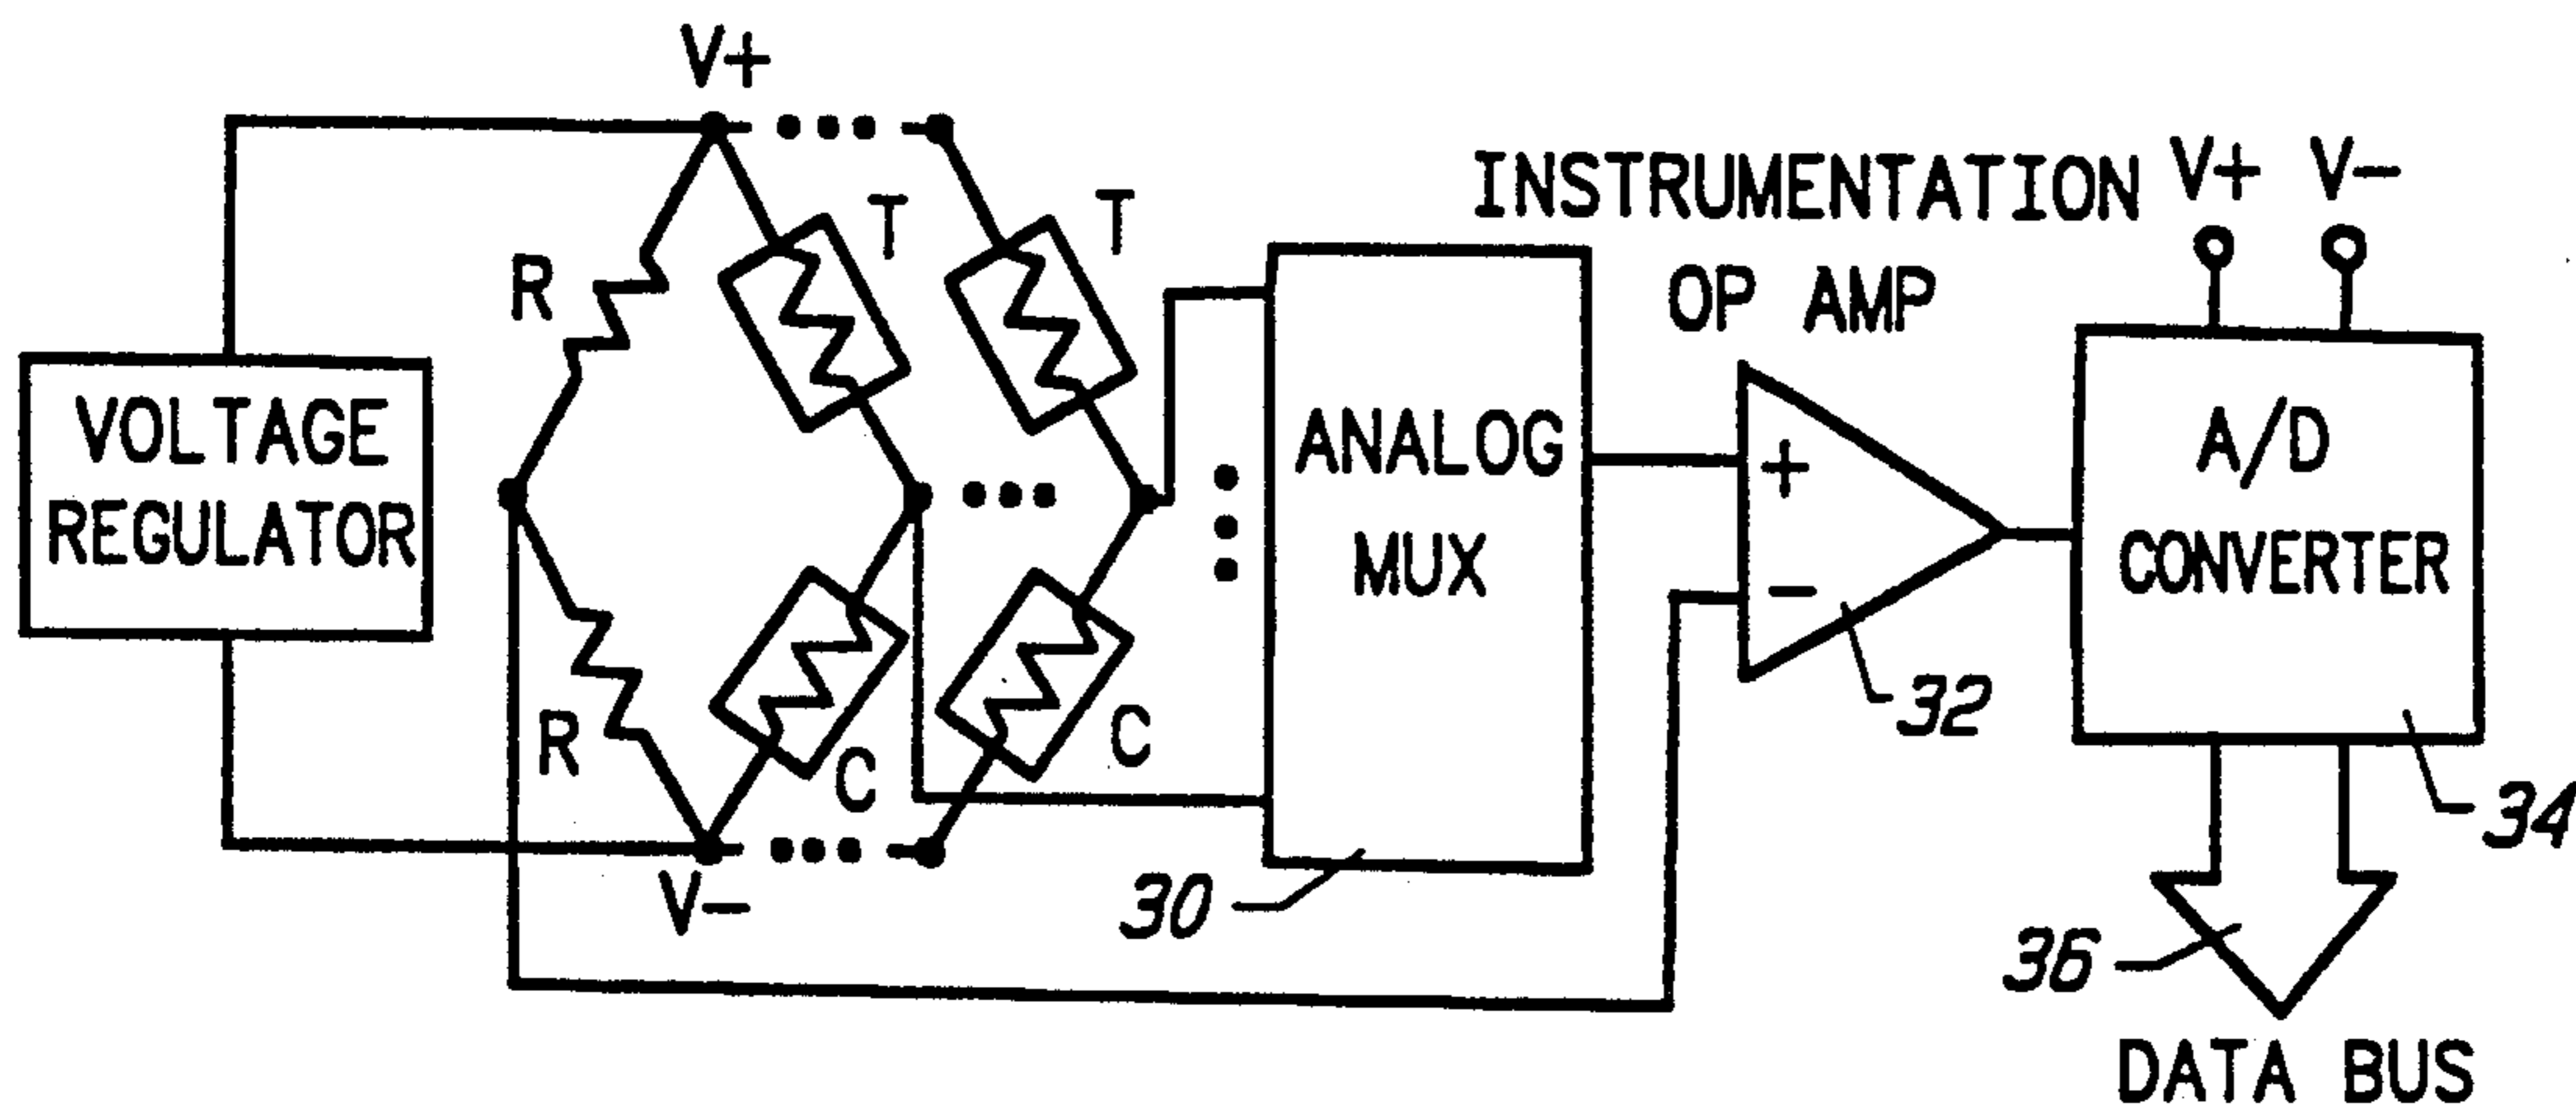 V+
R
T
T
VOLTAGE
REGULATOR
R
C
C
V-
ANALOG
MUX
30
INSTRUMENTATION
OP AMP
+
-
32
V+ V-
A/D
CONVERTER
34
36
DATA BUS